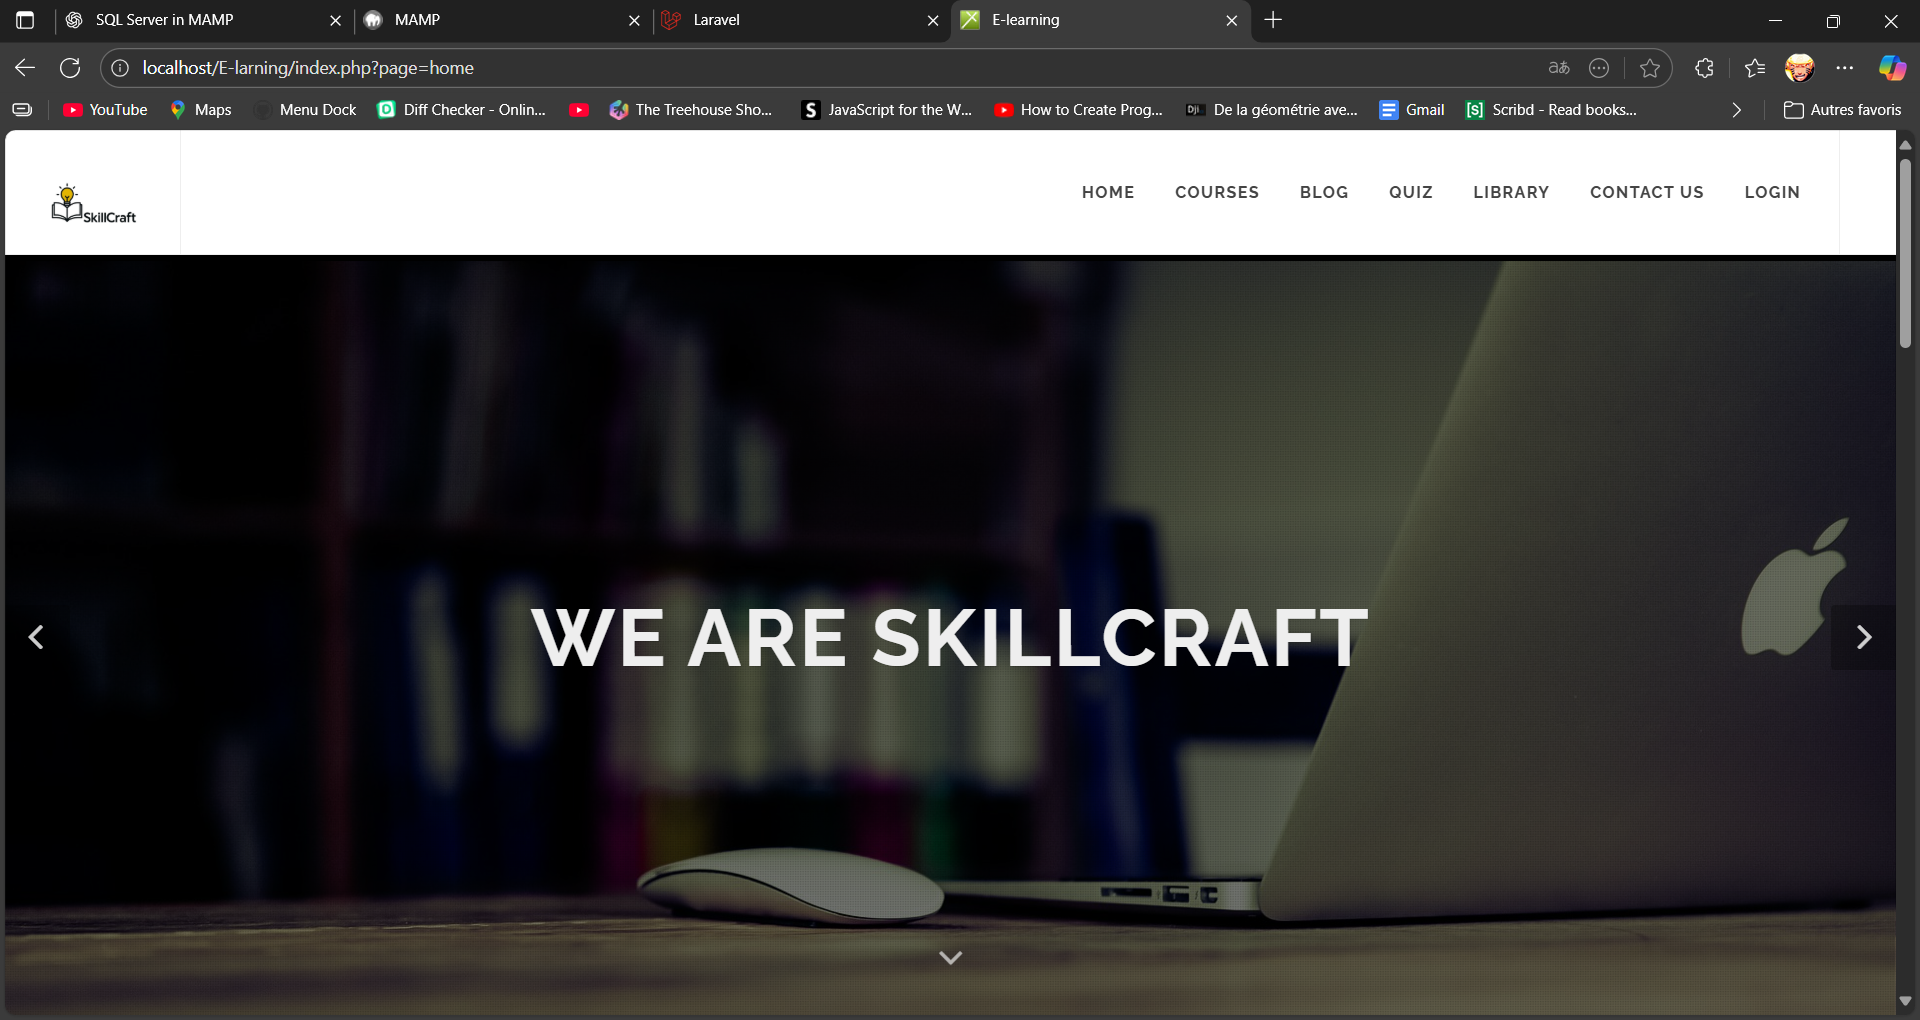 SQL Server in MAMP
MAMP
Laravel
E-learning
localhost/E-larning/index.php?page=home
YouTube
Maps
Menu Dock
Diff Checker - Onlin...
The Treehouse Sho...
JavaScript for the W...
How to Create Prog...
De la géométrie ave...
Gmail
Scribd - Read books...
Autres favoris
SkillCraft
HOME
COURSES
BLOG
QUIZ
LIBRARY
CONTACT US
LOGIN
WE ARE SKILLCRAFT